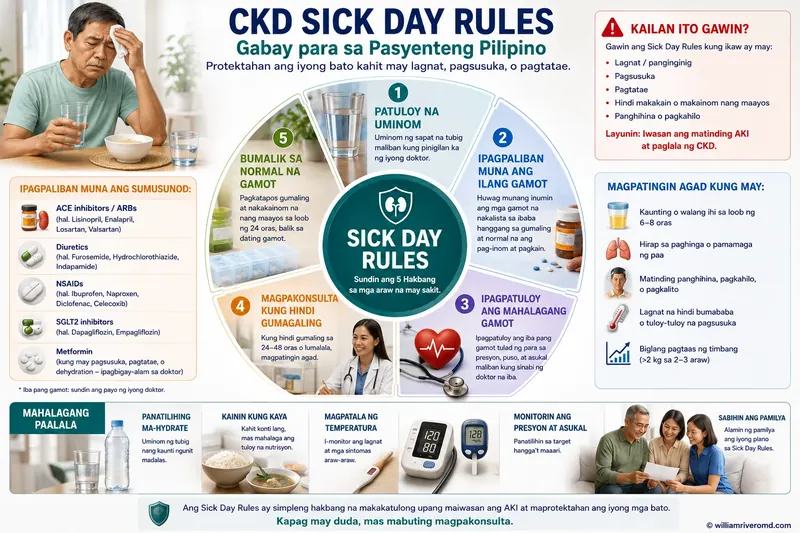 CKD SICK DAY RULES
Gabay para sa Pasyenteng Pilipino
Protektahan ang iyong bato kahit may lagnat, pagsusuka, o pagtatae.
KAILAN ITO GAWIN?
Gawin ang Sick Day Rules kung ikaw ay may:
• Lagnat / panginginig
• Pagsusuka
• Pagtatae
• Hindi makakain o makainom nang maayos
• Panghihina o pagkahilo
Layunin: Iwasan ang matinding AKI
at paglala ng CKD.
1
PATULOY NA
UMINOM
Uminom ng sapat na tubig
maliban kung pinigilan ka
ng iyong doktor.
2
IPAGPALIBAN
MUNA ANG
ILANG GAMOT
Huwag munang inumin
ang mga gamot na
nakalista sa ibaba
hanggang sa gumaling
at normal na ang
pag-inom at pagkain.
3
IPAGPATULOY
ANG MAHALAGANG
GAMOT
Ipagpatuloy ang iba pang
gamot tulad ng para sa
presyon, puso, at asukal
maliban kung sinabi ng
doktor na iba.
4
MAGPAKONSULTA
KUNG HINDI
GUMAGALING
Kung hindi gumaling sa
24–48 oras o lumalala,
magpatingin agad.
5
BUMALIK SA
NORMAL NA
GAMOT
Pagkatapos gumaling
at nakakainom na
nang maayos sa loob
ng 24 oras, balik sa
dating gamot.
SICK DAY
RULES
Sundin ang 5 Hakbang
sa mga araw na may sakit.
IPAGPALIBAN MUNA ANG SUMUSUNOD:
ACE inhibitors / ARBs
(hal. Lisinopril, Enalapril,
Losartan, Valsartan)
Diuretics
(hal. Furosemide, Hydrochlorothiazide,
Indapamide)
NSAIDs
(hal. Ibuprofen, Naproxen,
Diclofenac, Celecoxib)
SGLT2 inhibitors
(hal. Dapagliflozin, Empagliflozin)
Metformin
(kung may pagsusuka, pagtatae, o
dehydration – ipagbigay-alam sa doktor)
* Iba pang gamot: sundin ang payo ng iyong doktor.
MAGPATINGIN AGAD KUNG MAY:
Kaunting o walang ihi sa loob ng
6–8 oras
Hirap sa paghinga o pamamaga
ng paa
Matinding panghihina, pagkahilo,
o pagkalito
Lagnat na hindi bumababa
o tuloy-tuloy na pagsusuka
Biglang pagtaas ng timbang
(>2 kg sa 2–3 araw)
MAHALAGANG
PAALALA
PANATILIHING
MA-HYDRATE
Uminom ng tubig
nang kaunti ngunit
madalas.
KAININ KUNG KAYA
Kahit konti lang,
ang mahalaga ang
tuloy na nutrisyon.
MAGPATALA NG
TEMPERATURA
I-monitor ang lagnat
at mga sintomas
araw-araw.
120
80
128
MONITORIN ANG
PRESYON AT ASUKAL
Panatilihin sa target
hangga't maaari.
SABIHIN ANG PAMILYA
Alamin ng pamilya
ang iyong plano
sa Sick Day Rules.
Ang Sick Day Rules ay simpleng hakbang na makakatulong upang maiwasan ang AKI at maprotektahan ang iyong mga bato.
Kapag may duda, mas mabuting magpakonsulta.
© williamriveromd.com